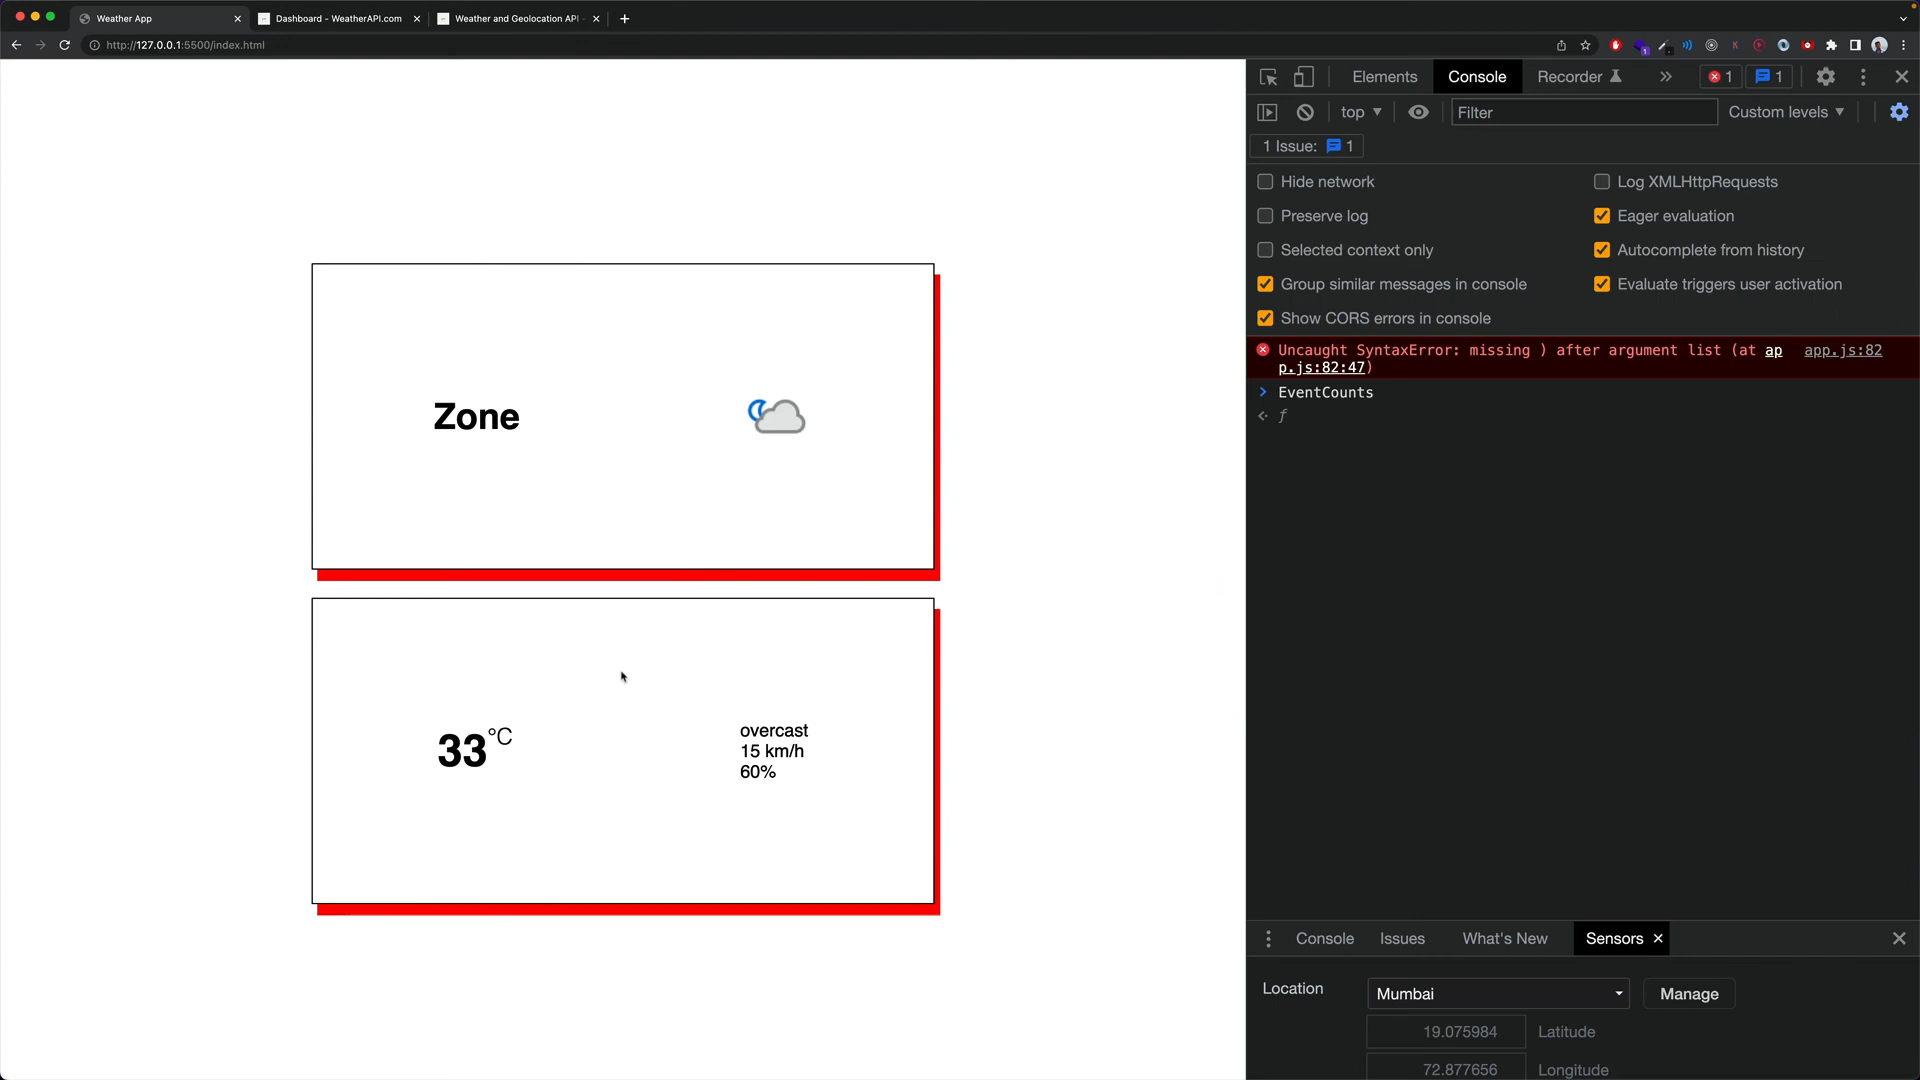 Weather App
Dashboard - WeatherAPI.com
Weather and Geolocation API
http://127.0.0.1:5500/index.html
Elements
Console
Recorder
1
1
top
Filter
Custom levels
1 Issue: 1
Hide network
Log XMLHttpRequests
Preserve log
Eager evaluation
Selected context only
Autocomplete from history
Group similar messages in console
Evaluate triggers user activation
Show CORS errors in console
Uncaught SyntaxError: missing ) after argument list (at ap
p.js:82:47)
app.js:82
EventCounts
ƒ
Zone
33°C
overcast
15 km/h
60%
Console
Issues
What's New
Sensors
Location
Mumbai
Manage
19.075984
Latitude
72.877656
Longitude